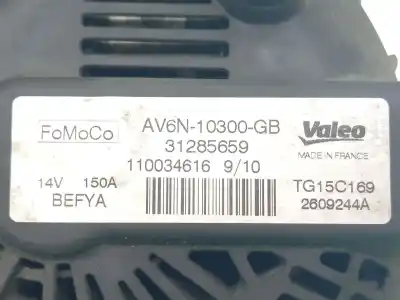 FoMoCo
AV6N-10300-GB
31285659
110034616 9/10
Valeo
MADE IN FRANCE
14V 150A
BEFYA
TG15C169
2609244A